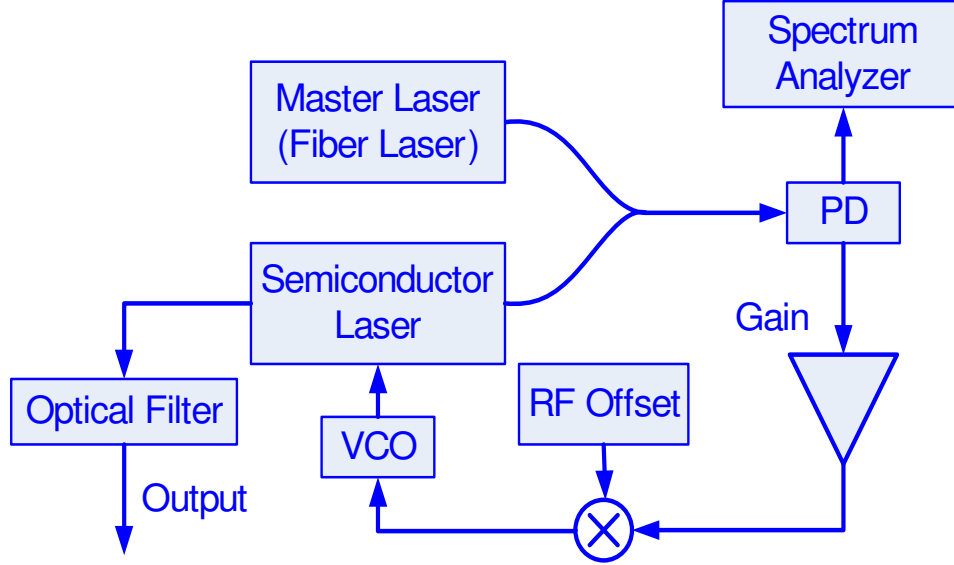 Spectrum
Analyzer
Master Laser
(Fiber Laser)
PD
Semiconductor
Laser
Gain
Optical Filter
RF Offset
VCO
Output